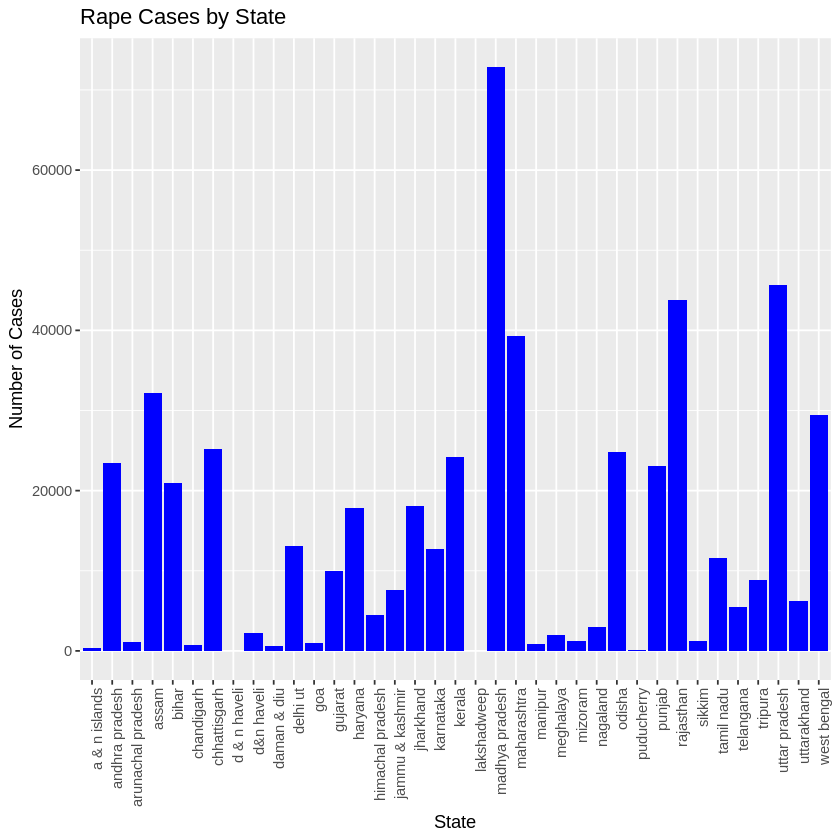 Rape Cases by State
Number of Cases
60000
40000
20000
0
a & n islands
andhra pradesh
arunachal pradesh
assam
bihar
chandigarh
chhattisgarh
d & n haveli
d&n haveli
daman & diu
delhi ut
goa
gujarat
haryana
himachal pradesh
jammu & kashmir
jharkhand
karnataka
kerala
lakshadweep
madhya pradesh
maharashtra
manipur
meghalaya
mizoram
nagaland
odisha
puducherry
punjab
rajasthan
sikkim
tamil nadu
telangana
tripura
uttar pradesh
uttarakhand
west bengal
State